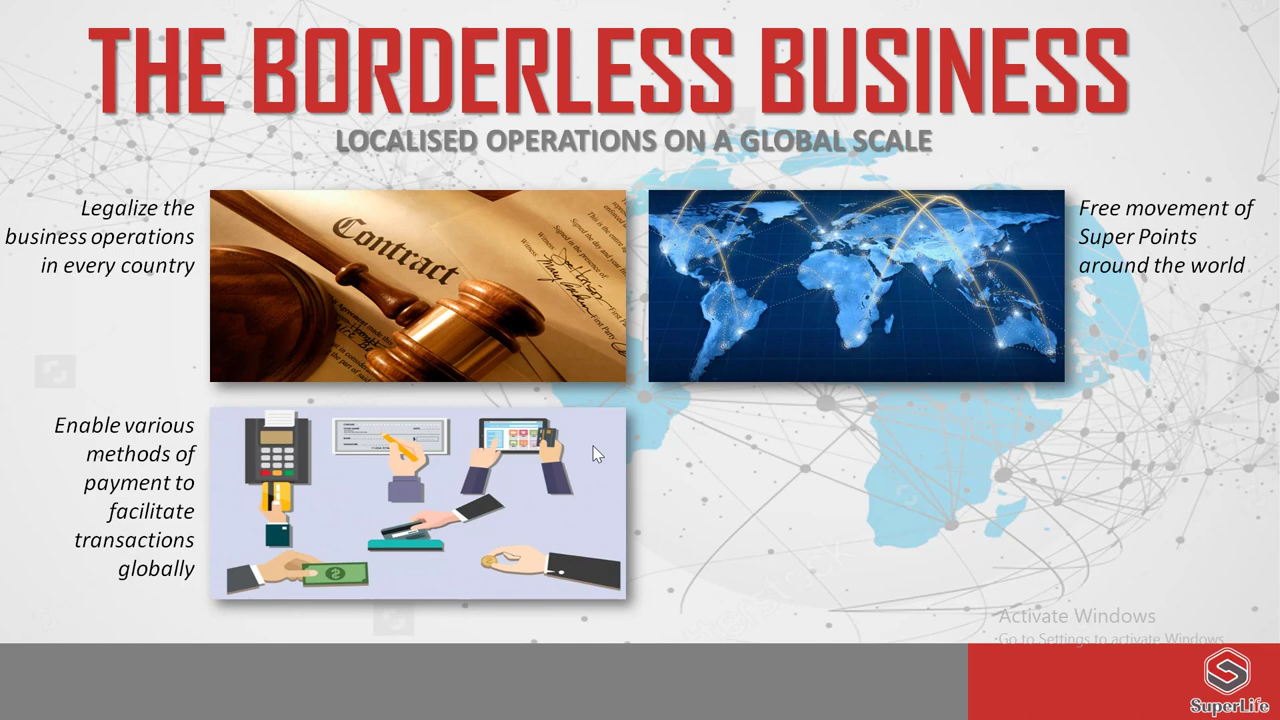 THE BORDERLESS BUSINESS
LOCALISED OPERATIONS ON A GLOBAL SCALE
Legalize the
business operations
in every country
Contract
Free movement of
Super Points
around the world
Enable various
methods of
payment to
facilitate
transactions
globally
Activate Windows
Go to Settings to activate Windows.
SuperLife